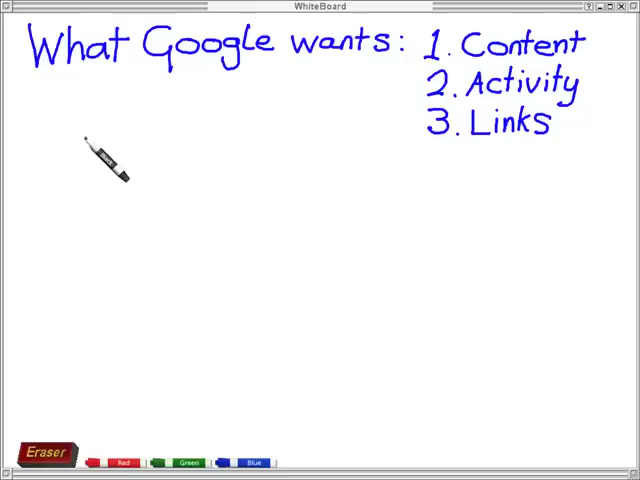 WhiteBoard
What Google wants: 1. Content
2. Activity
3. Links
Eraser
Red Green Blue